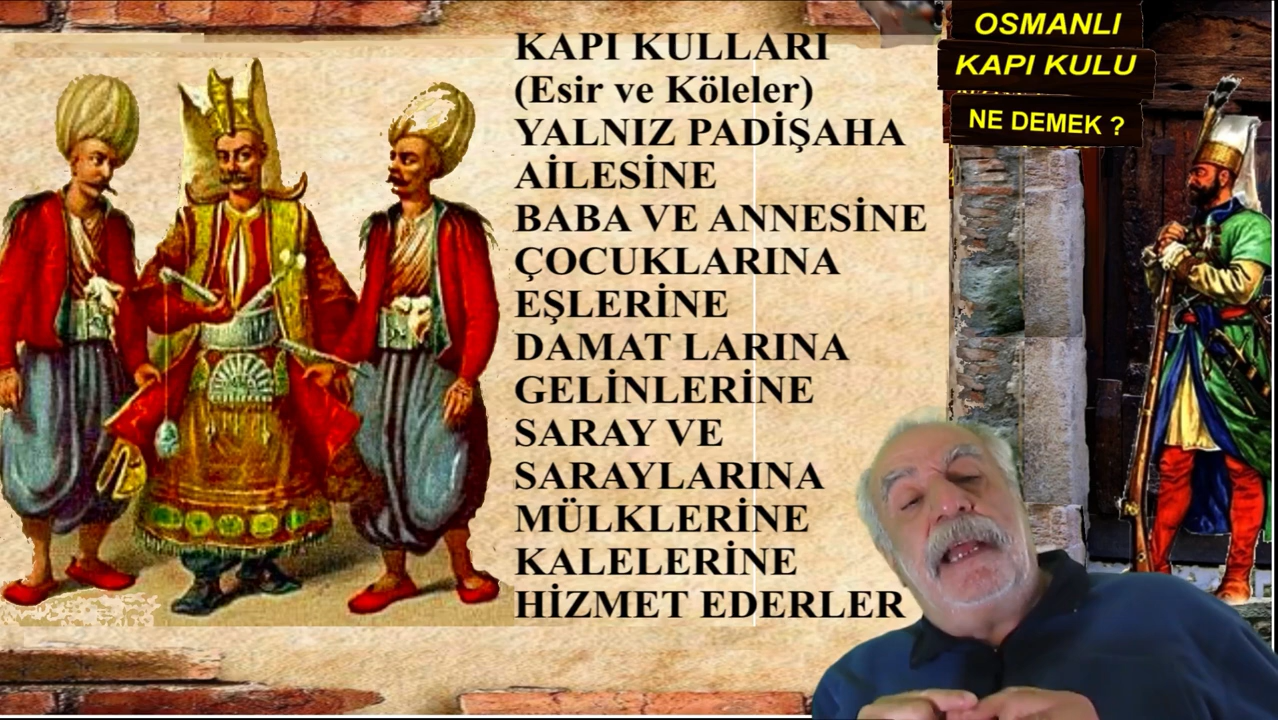 KAPI KULLARI
(Esir ve Köleler)
YALNIZ PADİŞAHA
AİLESİNE
BABA VE ANNESİNE
ÇOCUKLARINA
EŞLERİNE
DAMAT LARINA
GELİNLERİNE
SARAY VE
SARAYLARINA
MÜLKLERİNE
KALELERİNE
HİZMET EDERLER
OSMANLI
KAPI KULU
NE DEMEK ?